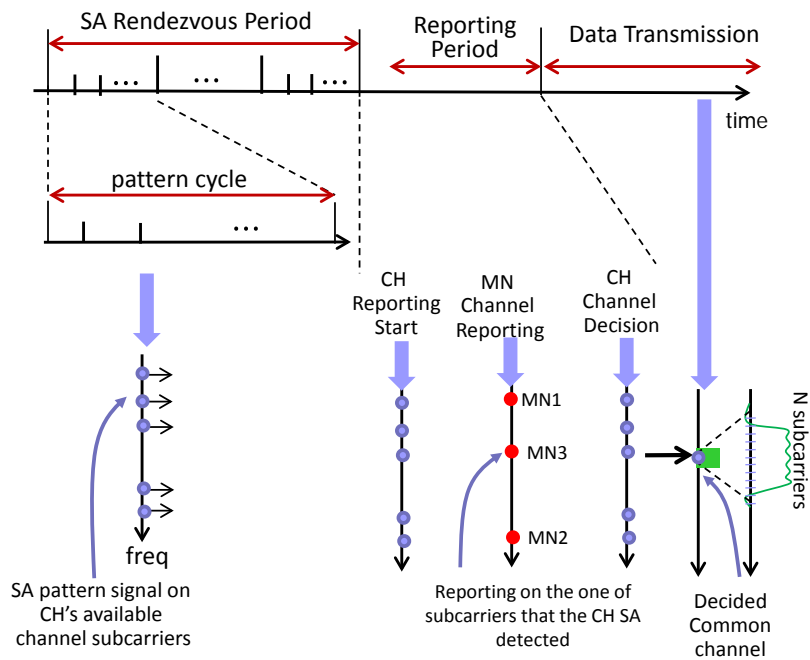 SA Rendezvous Period
Reporting
Period
Data Transmission
...
...
...
time
pattern cycle
...
CH
Reporting
Start
MN
Channel
Reporting
CH
Channel
Decision
MN1
MN3
MN2
N subcarriers
freq
SA pattern signal on
CH's available
channel subcarriers
Reporting on the one of
subcarriers that the CH SA
detected
Decided
Common
channel